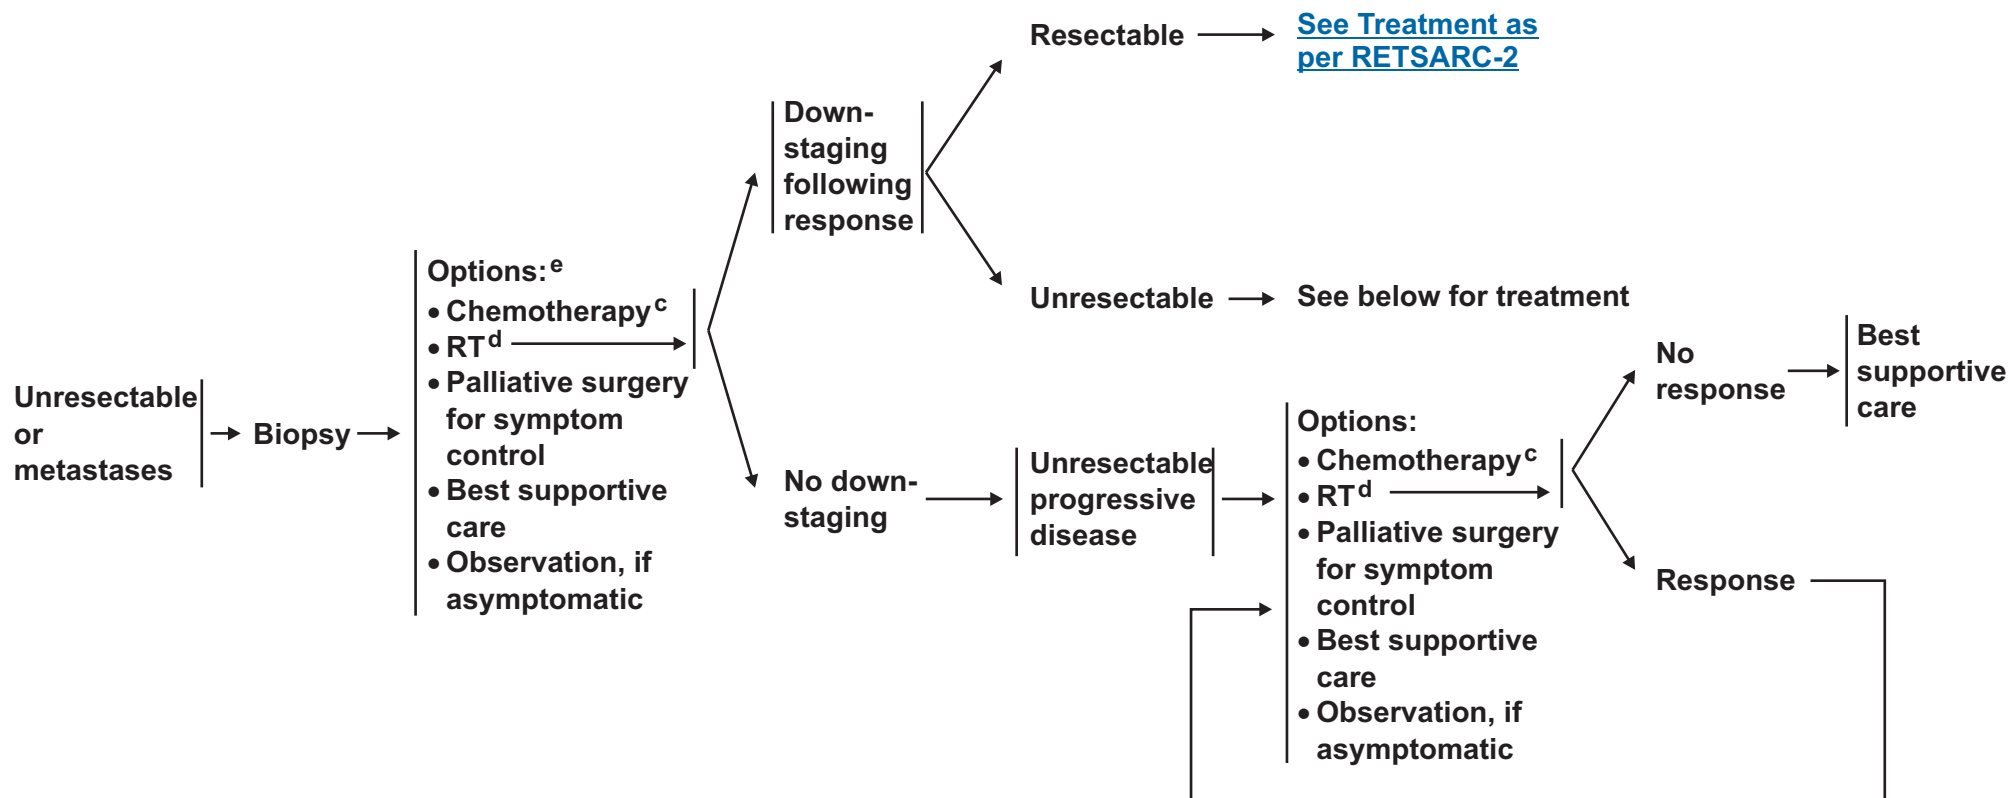 Unresectable
or
metastases
Biopsy
Options:e
• Chemotherapyc
• RTd
• Palliative surgery
for symptom
control
• Best supportive
care
• Observation, if
asymptomatic
Down-
staging
following
response
Resectable
See Treatment as
per RETSARC-2
Unresectable
See below for treatment
No down-
staging
Unresectable
progressive
disease
Options:
• Chemotherapyc
• RTd
• Palliative surgery
for symptom
control
• Best supportive
care
• Observation, if
asymptomatic
No
response
Best
supportive
care
Response